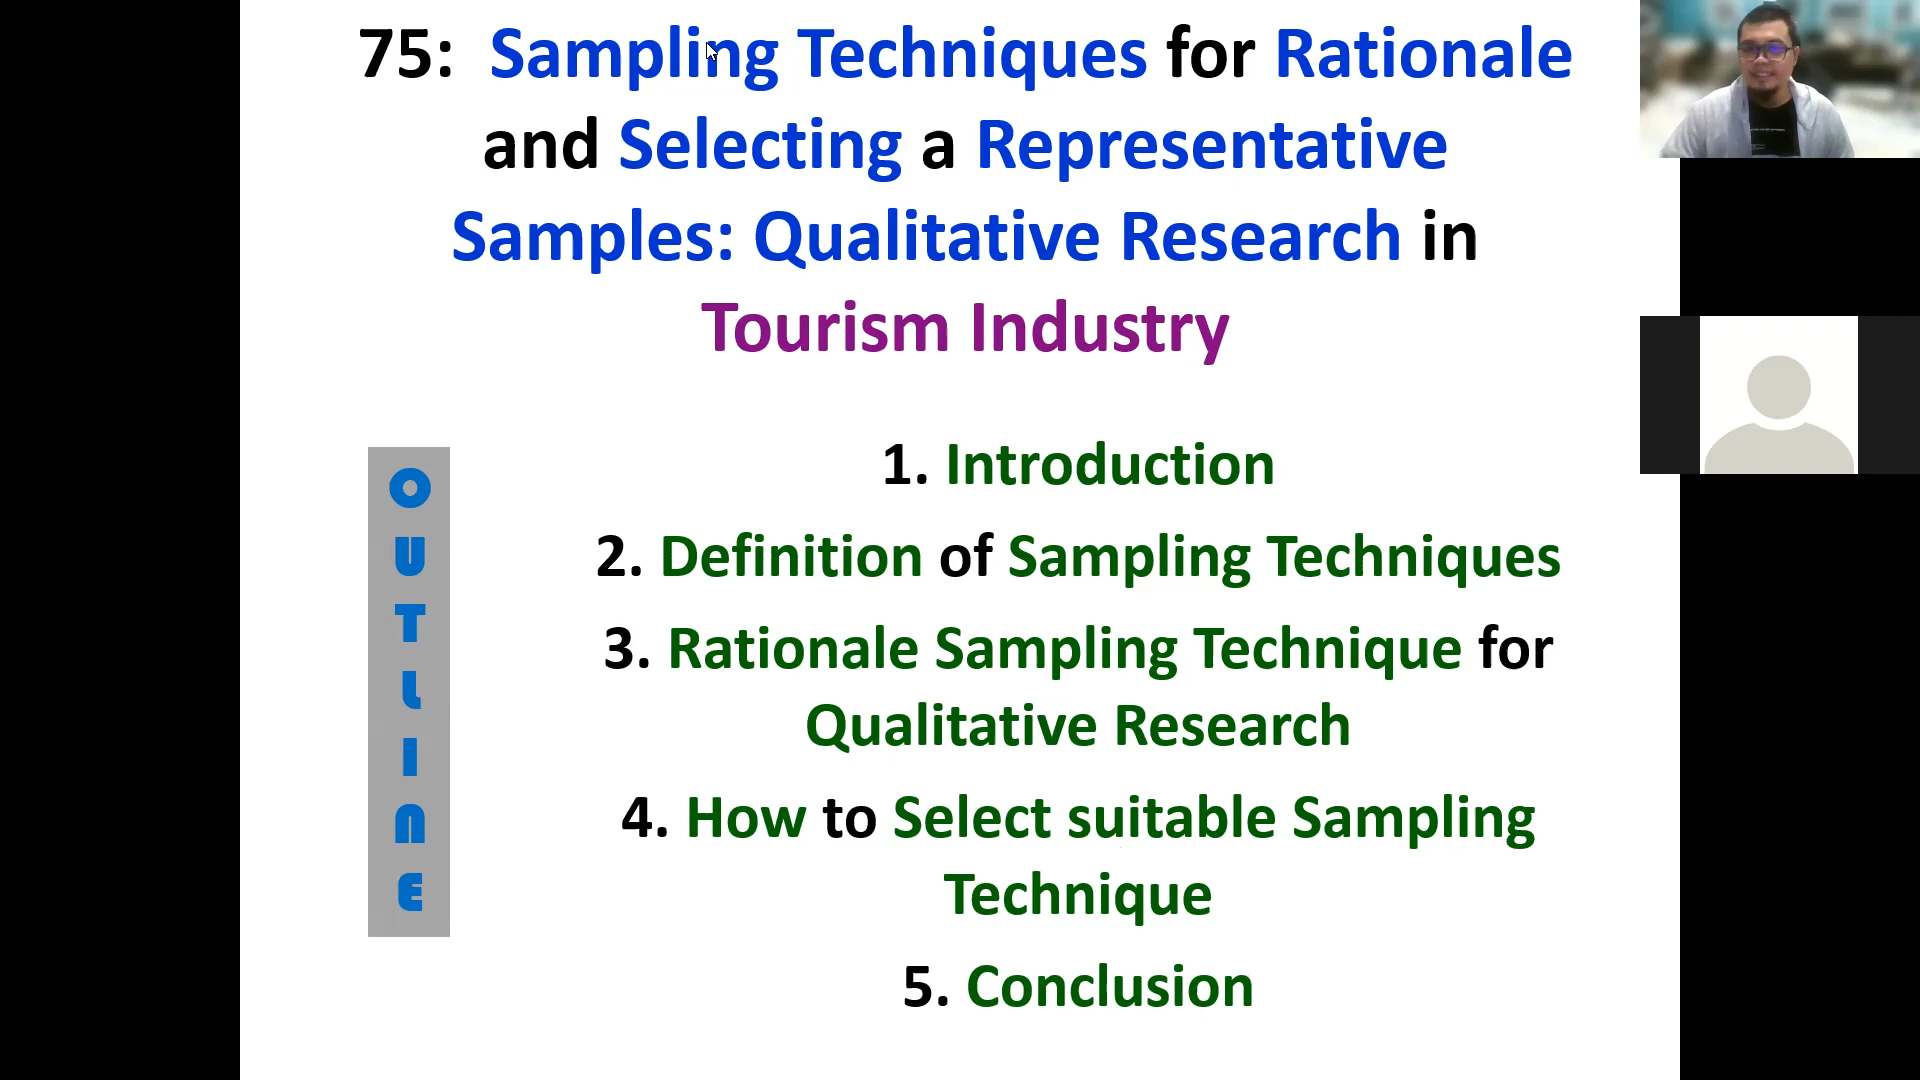 75: Sampling Techniques for Rationale
and Selecting a Representative
Samples: Qualitative Research in
Tourism Industry
OUTLINE
1. Introduction
2. Definition of Sampling Techniques
3. Rationale Sampling Technique for
Qualitative Research
4. How to Select suitable Sampling
Technique
5. Conclusion